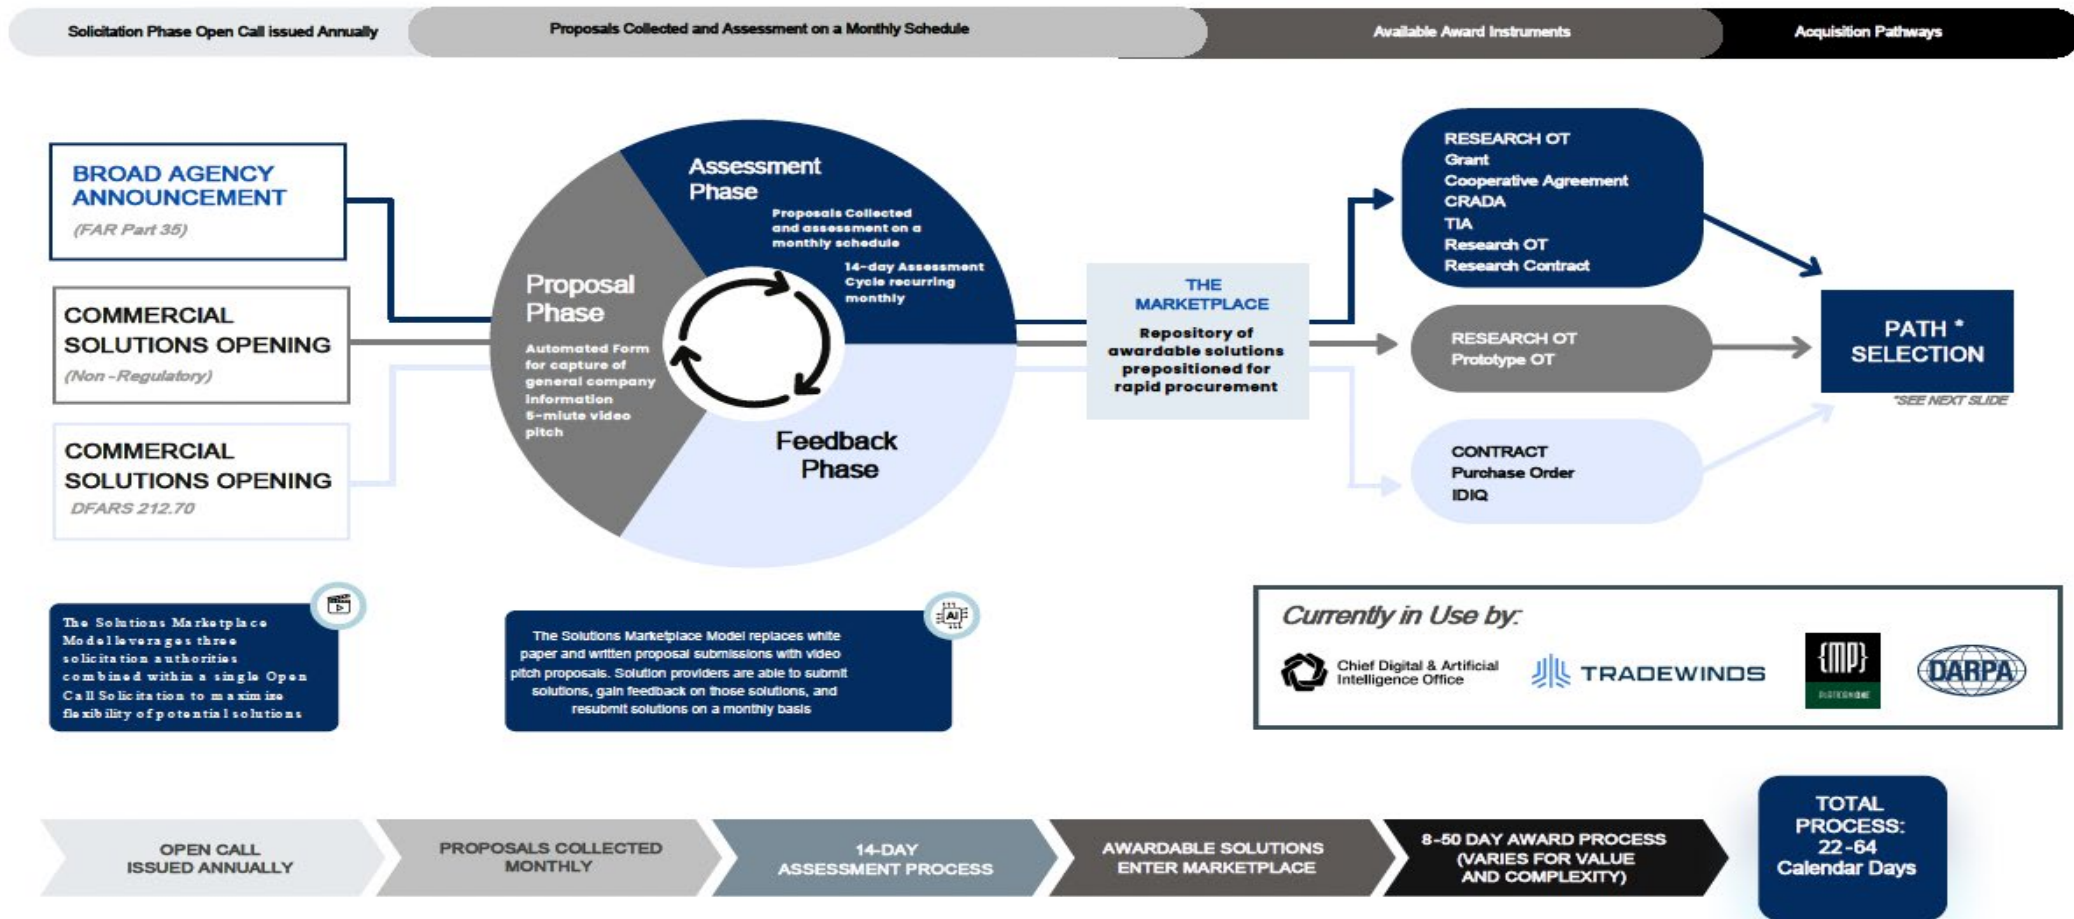 Solicitation Phase Open Call issued Annually
Proposals Collected and Assessment on a Monthly Schedule
Available Award Instruments
Acquisition Pathways
BROAD AGENCY
ANNOUNCEMENT
(FAR Part 35)
COMMERCIAL
SOLUTIONS OPENING
(Non-Regulatory)
COMMERCIAL
SOLUTIONS OPENING
DFARS 212.70
Assessment
Phase
Proposals Collected
and assessment on a
monthly schedule
14-day Assessment
Cycle recurring
monthly
Proposal
Phase
Automated Form
for capture of
general company
information
5-miute video
pitch
Feedback
Phase
THE
MARKETPLACE
Repository of
awardable solutions
prepositioned for
rapid procurement
RESEARCH OT
Grant
Cooperative Agreement
CRADA
TIA
Research OT
Research Contract
RESEARCH OT
Prototype OT
CONTRACT
Purchase Order
IDIQ
PATH *
SELECTION
*SEE NEXT SLIDE
The Solutions Marketplace
Model leverages three
solicitation authorities
combined within a single Open
Call Solicitation to maximize
flexibility of potential solutions
AI
The Solutions Marketplace Model replaces white
paper and written proposal submissions with video
pitch proposals. Solution providers are able to submit
solutions, gain feedback on those solutions, and
resubmit solutions on a monthly basis
Currently in Use by:
Chief Digital & Artificial
Intelligence Office
TRADEWINDS
{MP}
DARPA
OPEN CALL
ISSUED ANNUALLY
PROPOSALS COLLECTED
MONTHLY
14-DAY
ASSESSMENT PROCESS
AWARDABLE SOLUTIONS
ENTER MARKETPLACE
8-50 DAY AWARD PROCESS
(VARIES FOR VALUE
AND COMPLEXITY)
TOTAL
PROCESS:
22-64
Calendar Days